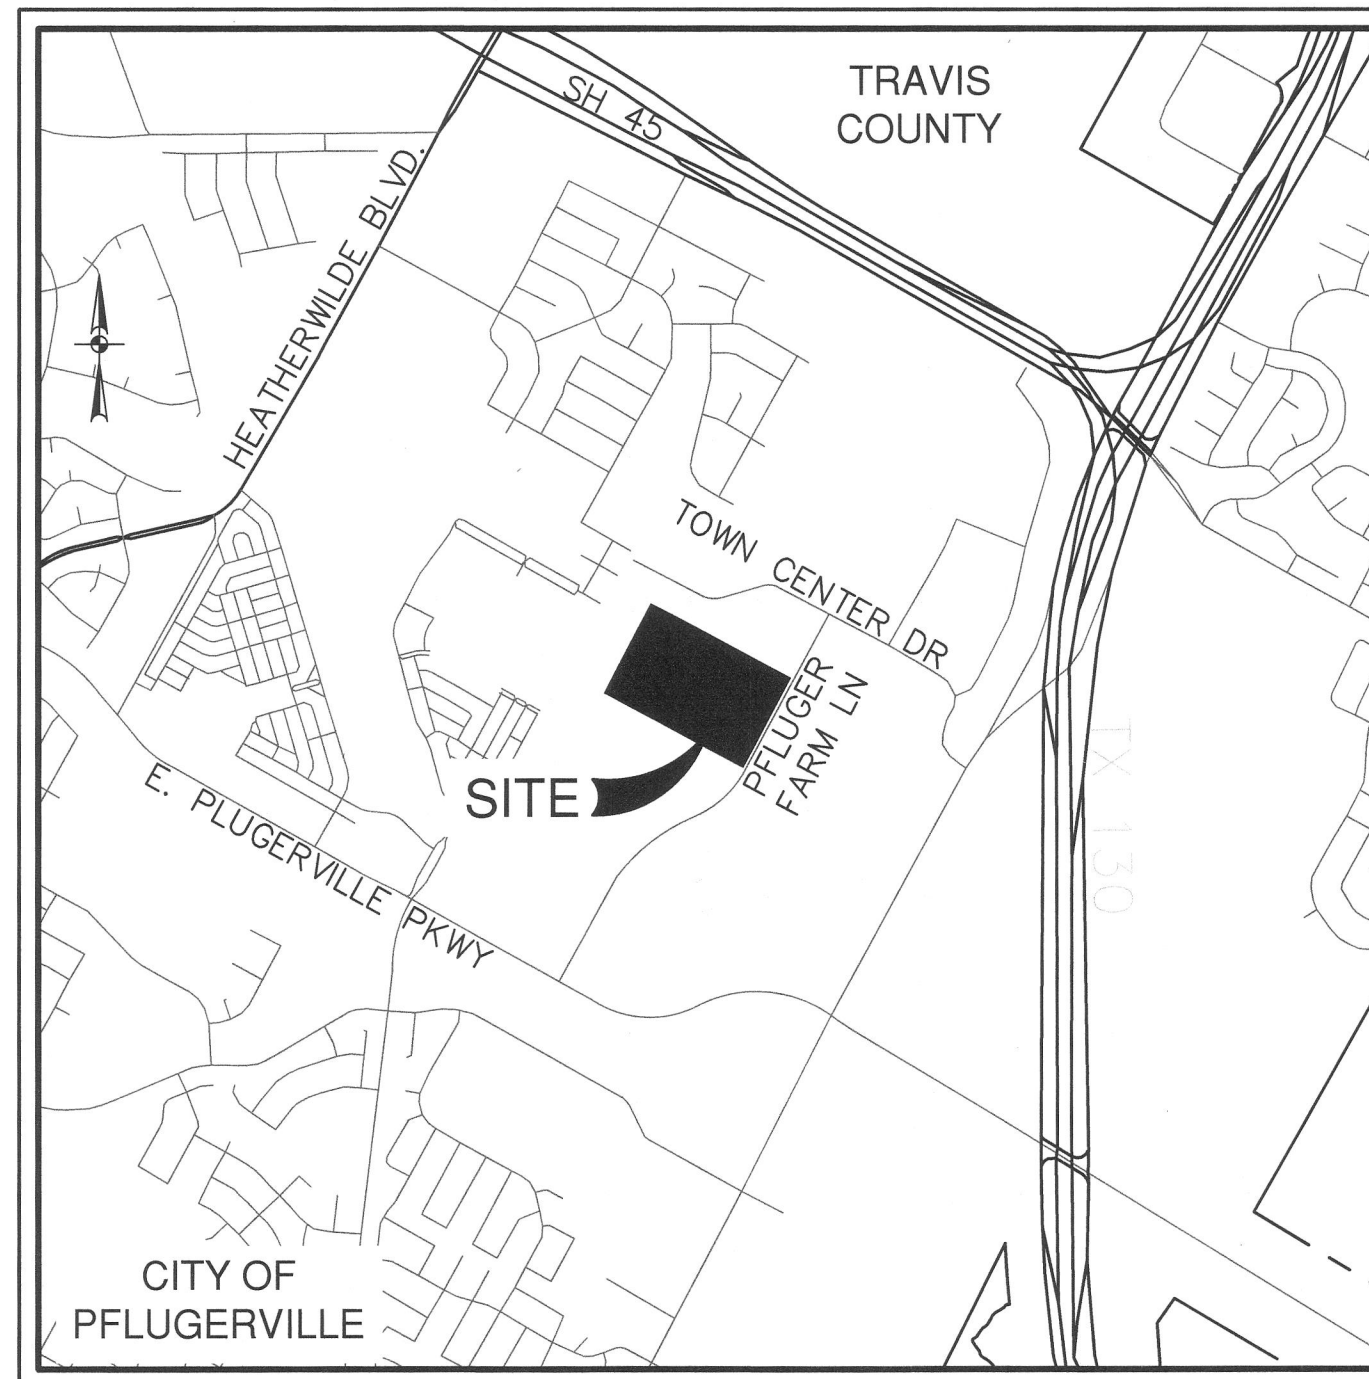 TRAVIS
COUNTY
SH 45
HEATHERWILDE BLVD.
TOWN CENTER DR
PFLUGER
FARM LN
SITE
TX 130
E. PLUGERVILLE PKWY
CITY OF
PFLUGERVILLE